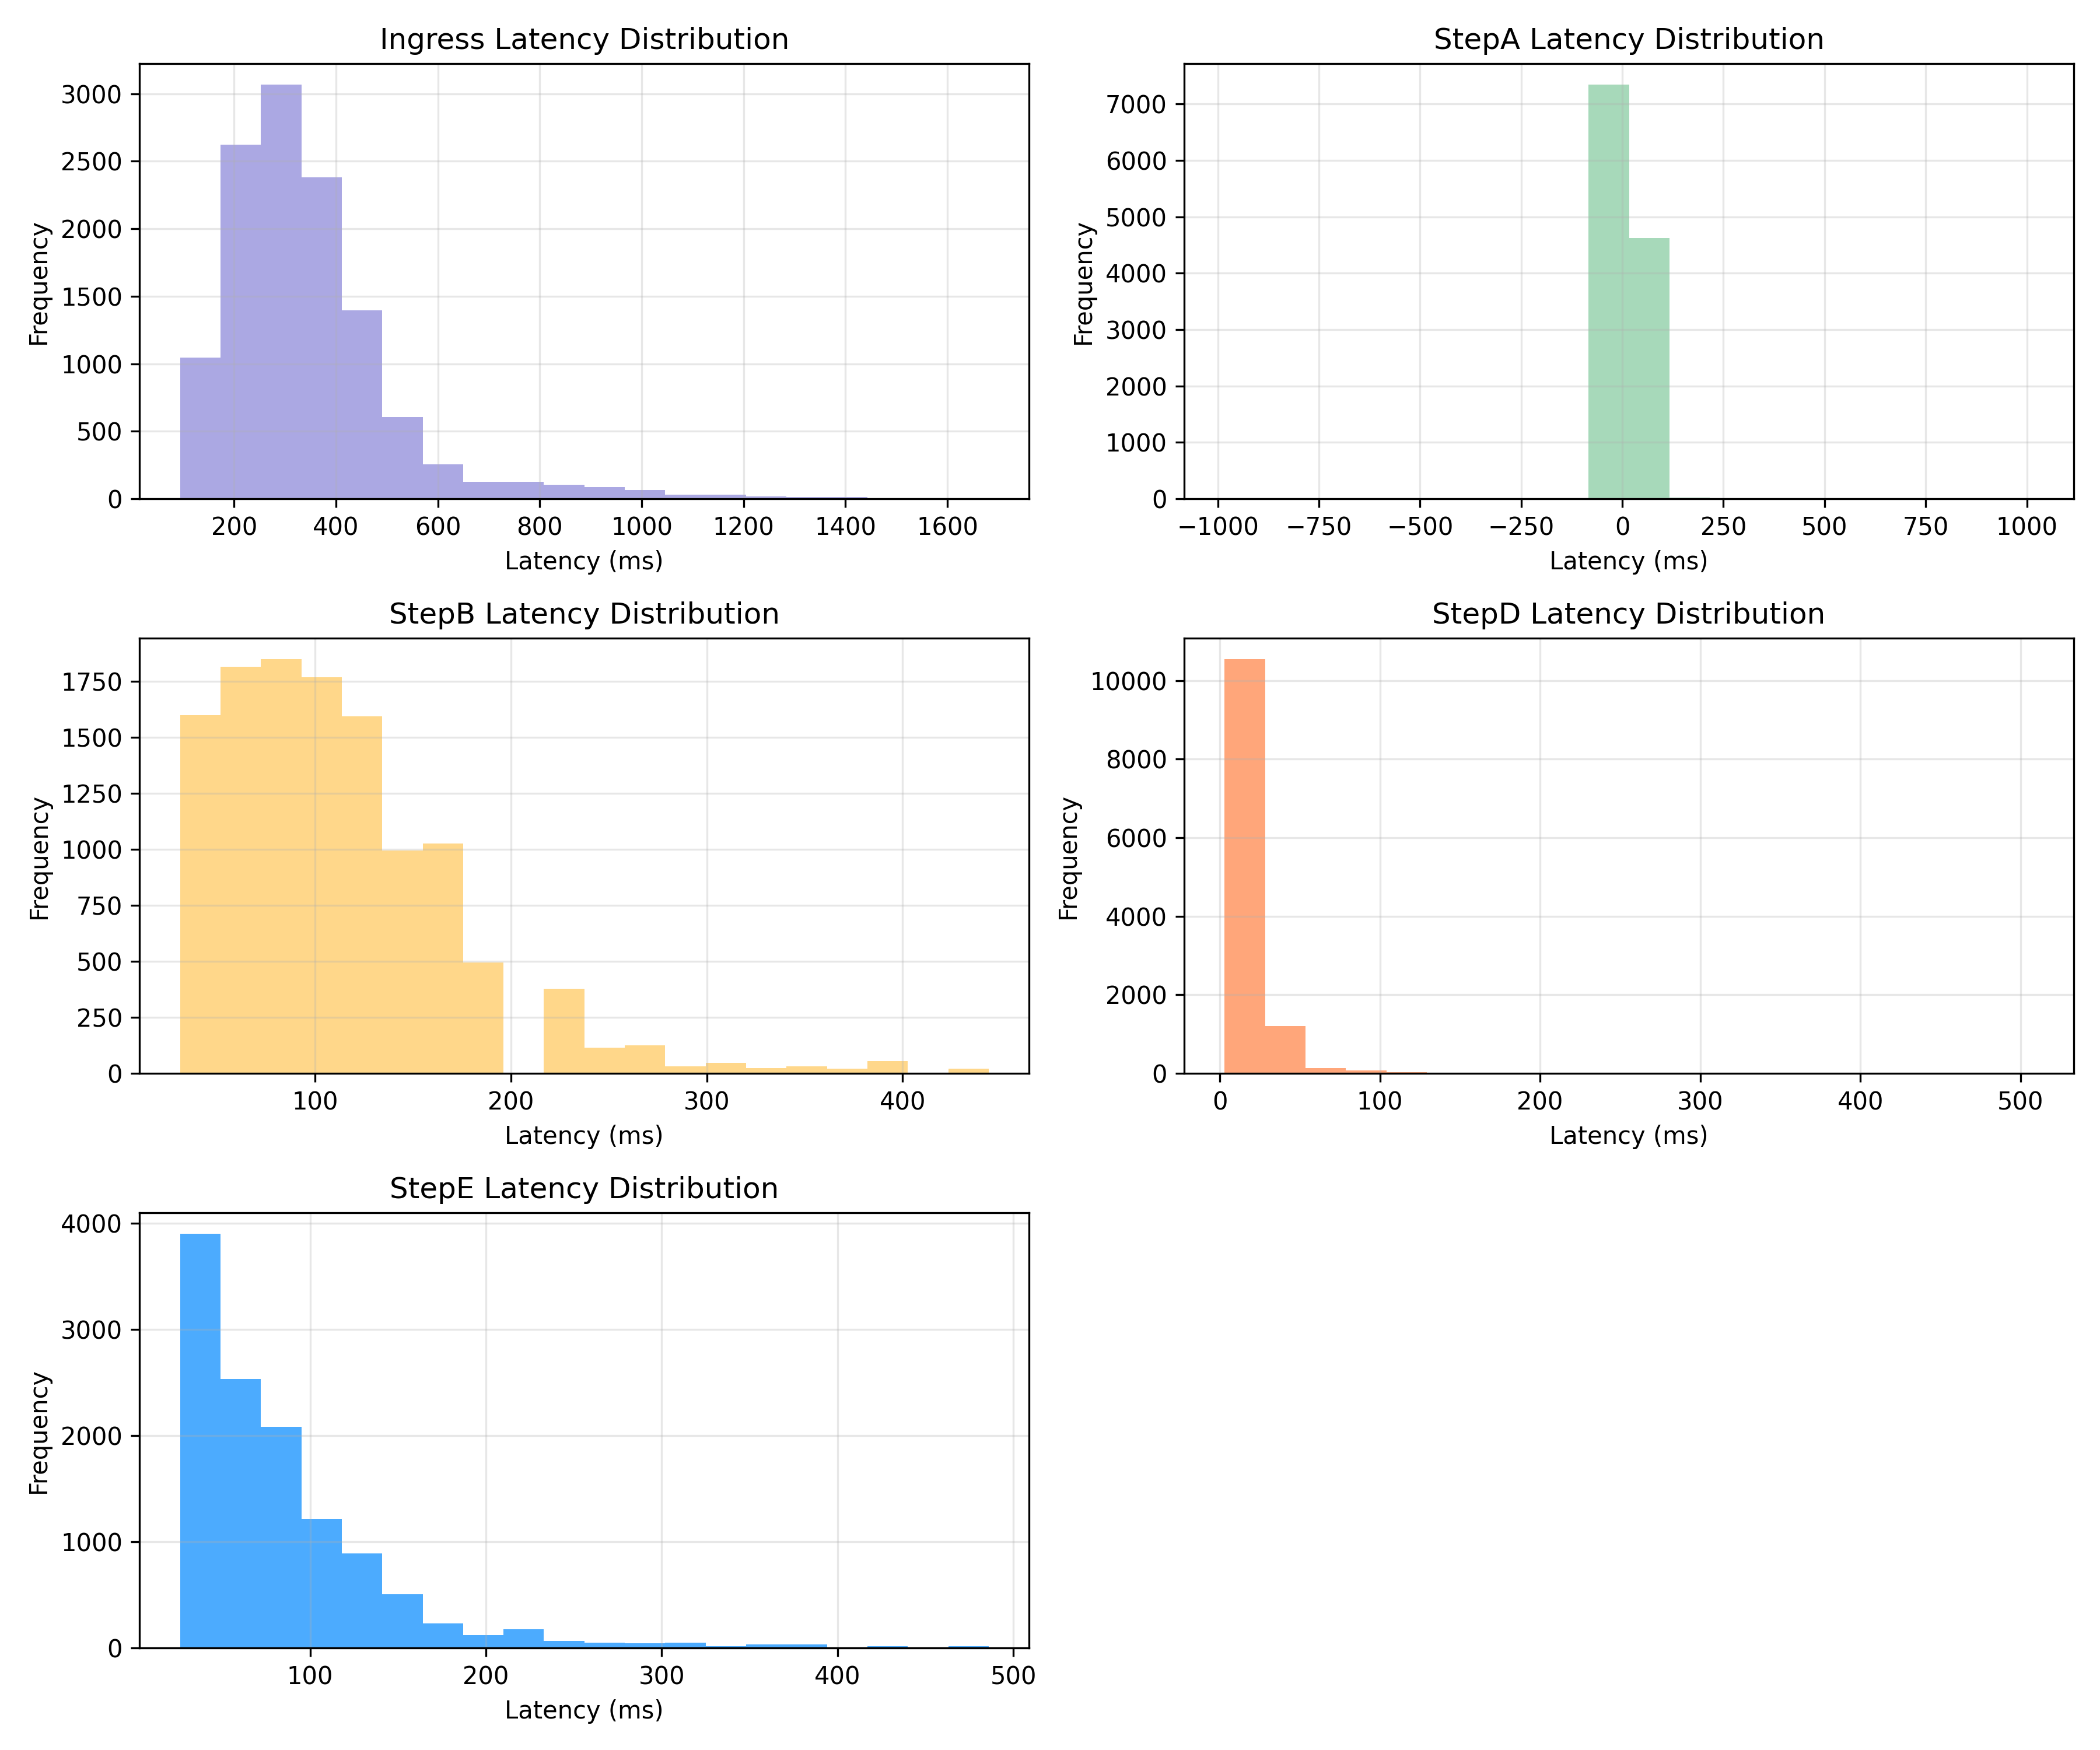 Ingress Latency Distribution
Frequency
3000
2500
2000
1500
1000
500
0
200 400 600 800 1000 1200 1400 1600
Latency (ms)
StepA Latency Distribution
Frequency
7000
6000
5000
4000
3000
2000
1000
0
−1000 −750 −500 −250 0 250 500 750 1000
Latency (ms)
StepB Latency Distribution
Frequency
1750
1500
1250
1000
750
500
250
0
100 200 300 400
Latency (ms)
StepD Latency Distribution
Frequency
10000
8000
6000
4000
2000
0
0 100 200 300 400 500
Latency (ms)
StepE Latency Distribution
Frequency
4000
3000
2000
1000
0
100 200 300 400 500
Latency (ms)